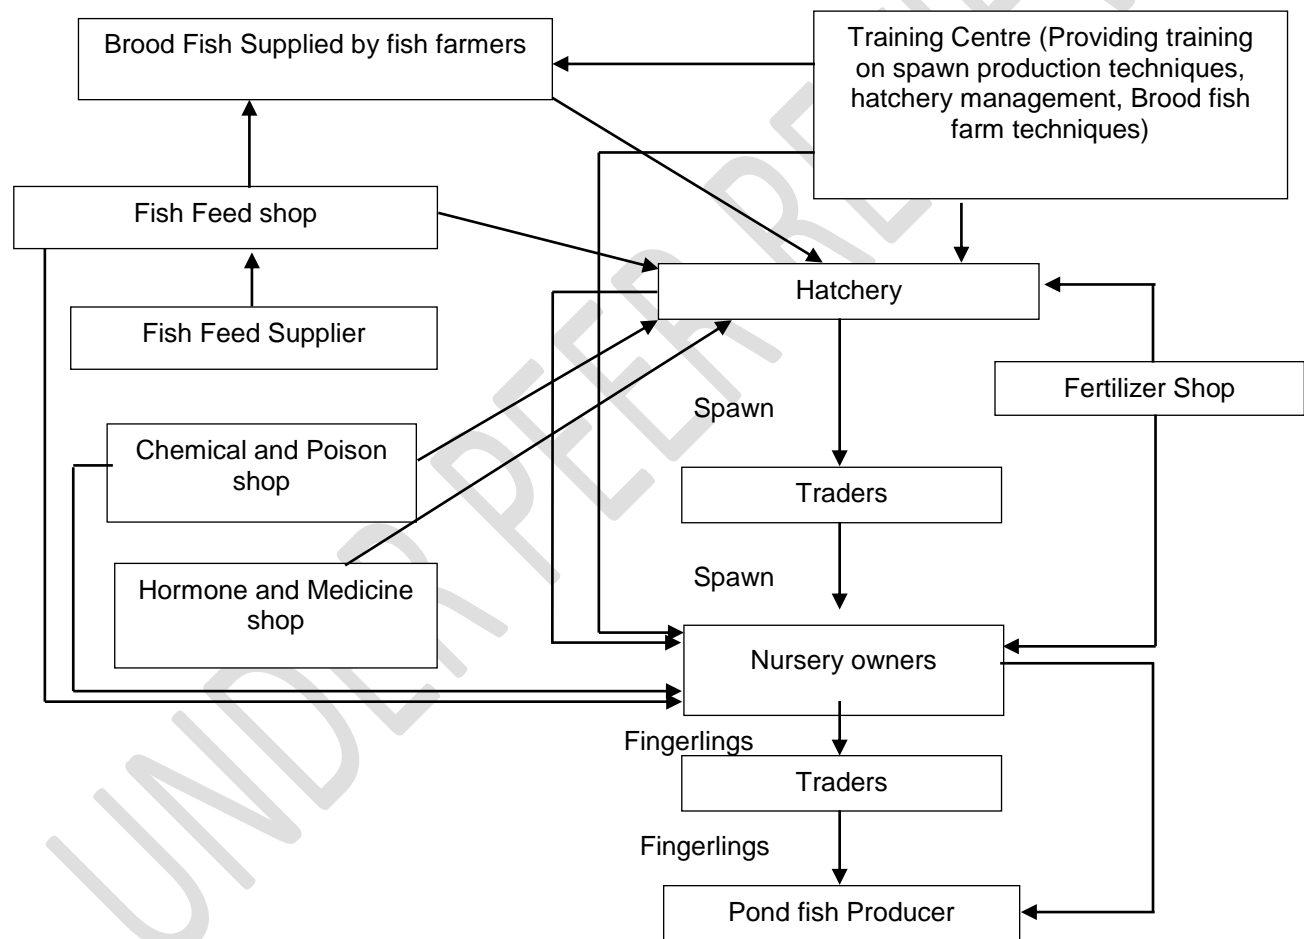 Brood Fish Supplied by fish farmers
Training Centre (Providing training
on spawn production techniques,
hatchery management, Brood fish
farm techniques)
Fish Feed shop
Hatchery
Fish Feed Supplier
Fertilizer Shop
Spawn
Chemical and Poison
shop
Traders
Spawn
Hormone and Medicine
shop
Nursery owners
Fingerlings
Traders
Fingerlings
Pond fish Producer
UNDER PEER RE